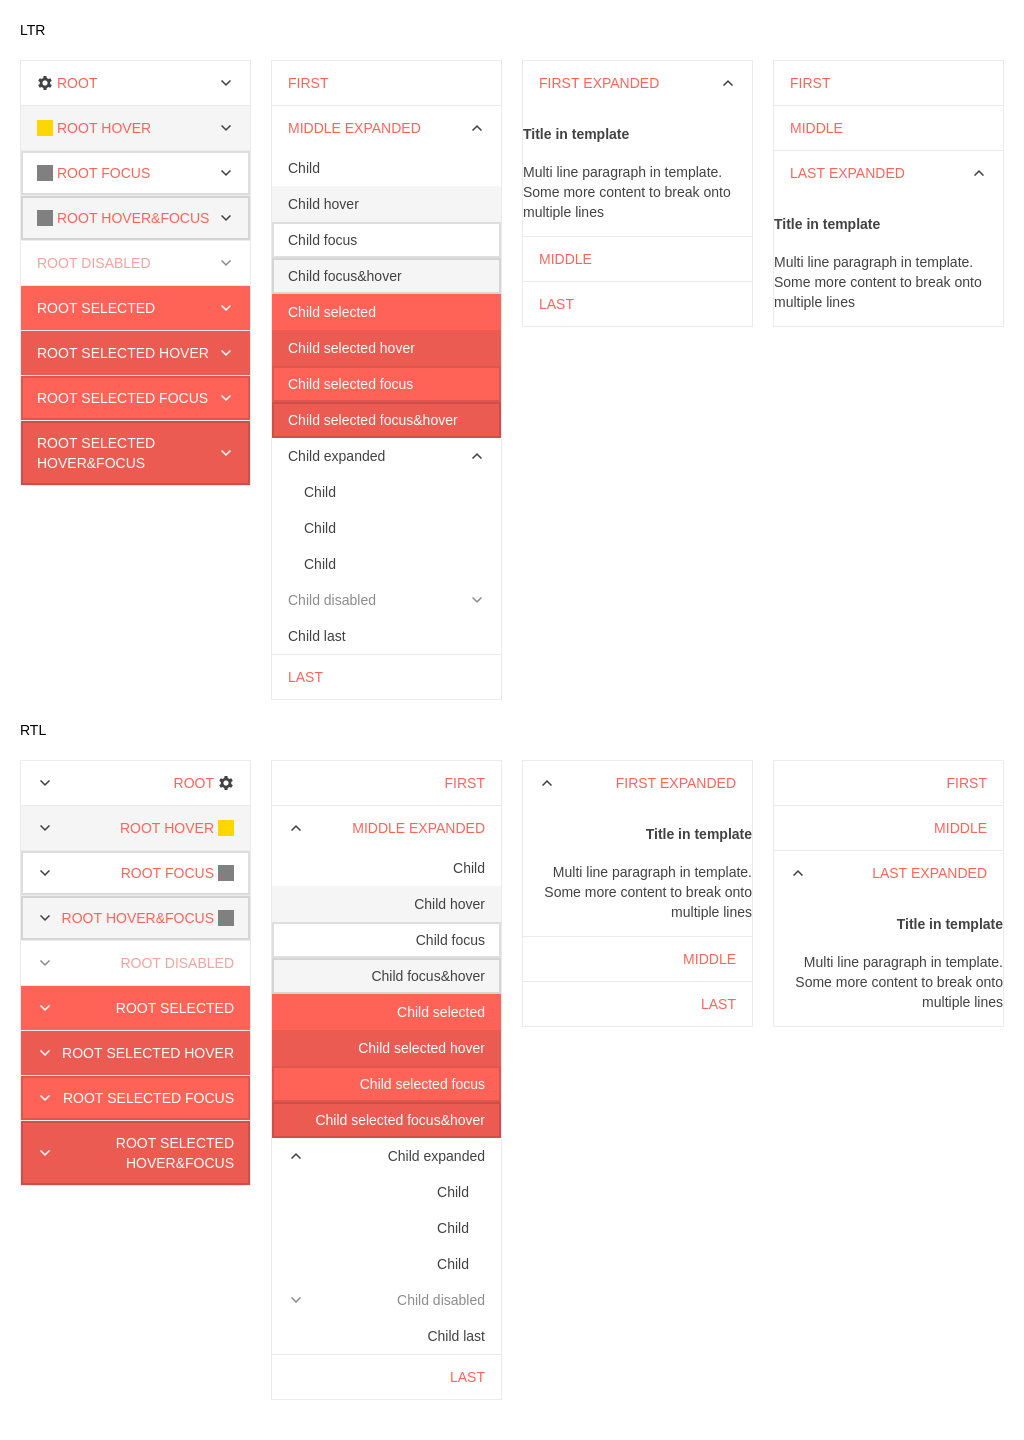 LTR
ROOT
ROOT HOVER
ROOT FOCUS
ROOT HOVER&FOCUS
ROOT DISABLED
ROOT SELECTED
ROOT SELECTED HOVER
ROOT SELECTED FOCUS
ROOT SELECTED
HOVER&FOCUS
FIRST
MIDDLE EXPANDED
Child
Child hover
Child focus
Child focus&hover
Child selected
Child selected hover
Child selected focus
Child selected focus&hover
Child expanded
Child
Child
Child
Child disabled
Child last
LAST
FIRST EXPANDED
Title in template
Multi line paragraph in template.
Some more content to break onto
multiple lines
MIDDLE
LAST
FIRST
MIDDLE
LAST EXPANDED
Title in template
Multi line paragraph in template.
Some more content to break onto
multiple lines
RTL
ROOT
ROOT HOVER
ROOT FOCUS
ROOT HOVER&FOCUS
ROOT DISABLED
ROOT SELECTED
ROOT SELECTED HOVER
ROOT SELECTED FOCUS
ROOT SELECTED
HOVER&FOCUS
FIRST
MIDDLE EXPANDED
Child
Child hover
Child focus
Child focus&hover
Child selected
Child selected hover
Child selected focus
Child selected focus&hover
Child expanded
Child
Child
Child
Child disabled
Child last
LAST
FIRST EXPANDED
Title in template
Multi line paragraph in template.
Some more content to break onto
multiple lines
MIDDLE
LAST
FIRST
MIDDLE
LAST EXPANDED
Title in template
Multi line paragraph in template.
Some more content to break onto
multiple lines